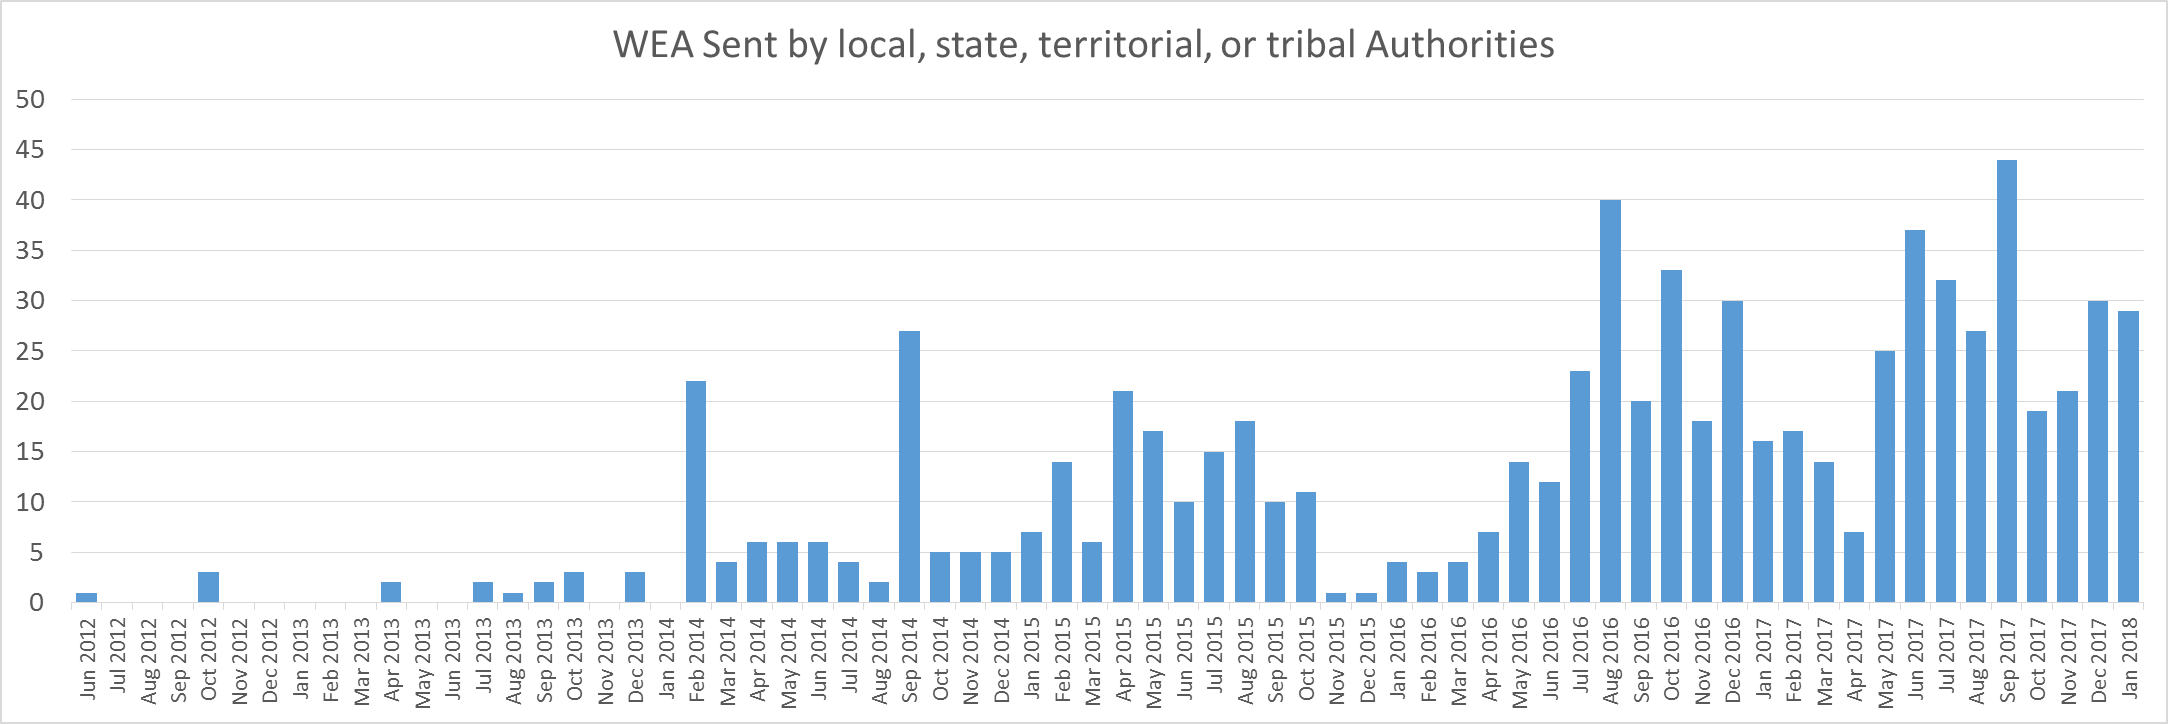 WEA Sent by local, state, territorial, or tribal Authorities
50
45
40
35
30
25
20
15
10
5
0
Jun 2012
Jul 2012
Aug 2012
Sep 2012
Oct 2012
Nov 2012
Dec 2012
Jan 2013
Feb 2013
Mar 2013
Apr 2013
May 2013
Jun 2013
Jul 2013
Aug 2013
Sep 2013
Oct 2013
Nov 2013
Dec 2013
Jan 2014
Feb 2014
Mar 2014
Apr 2014
May 2014
Jun 2014
Jul 2014
Aug 2014
Sep 2014
Oct 2014
Nov 2014
Dec 2014
Jan 2015
Feb 2015
Mar 2015
Apr 2015
May 2015
Jun 2015
Jul 2015
Aug 2015
Sep 2015
Oct 2015
Nov 2015
Dec 2015
Jan 2016
Feb 2016
Mar 2016
Apr 2016
May 2016
Jun 2016
Jul 2016
Aug 2016
Sep 2016
Oct 2016
Nov 2016
Dec 2016
Jan 2017
Feb 2017
Mar 2017
Apr 2017
May 2017
Jun 2017
Jul 2017
Aug 2017
Sep 2017
Oct 2017
Nov 2017
Dec 2017
Jan 2018